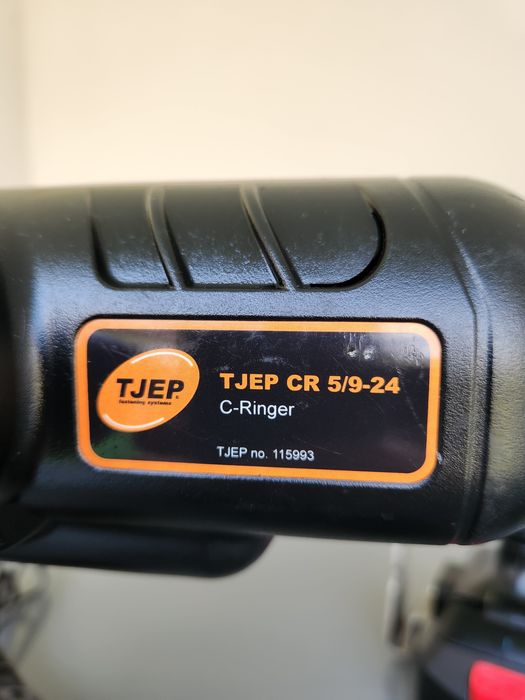 TJEP
fastening systems
TJEP CR 5/9-24
C-Ringer
TJEP no. 115993